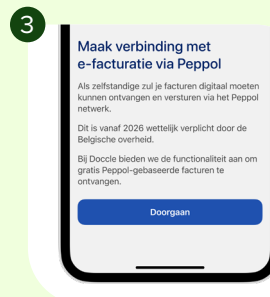 3
Maak verbinding met
e-facturatie via Peppol
Als zelfstandige zul je facturen digitaal moeten
kunnen ontvangen en versturen via het Peppol
netwerk.
Dit is vanaf 2026 wettelijk verplicht door de
Belgische overheid.
Bij Doccle bieden we de functionaliteit aan om
gratis Peppol-gebaseerde facturen te
ontvangen.
Doorgaan